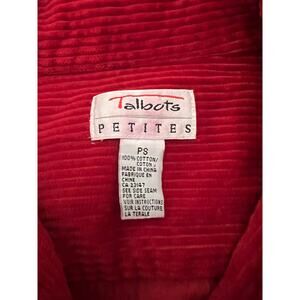 Talbots
PETITES
PS
100% COTTON/
COTON
MADE IN CHINA
FABRIQUE EN
CHINE
CA 23147
SEE SIDE SEAM
FOR CARE
VOIR INSTRUCTIONS
SUR LA COUTURE
LA TERALE